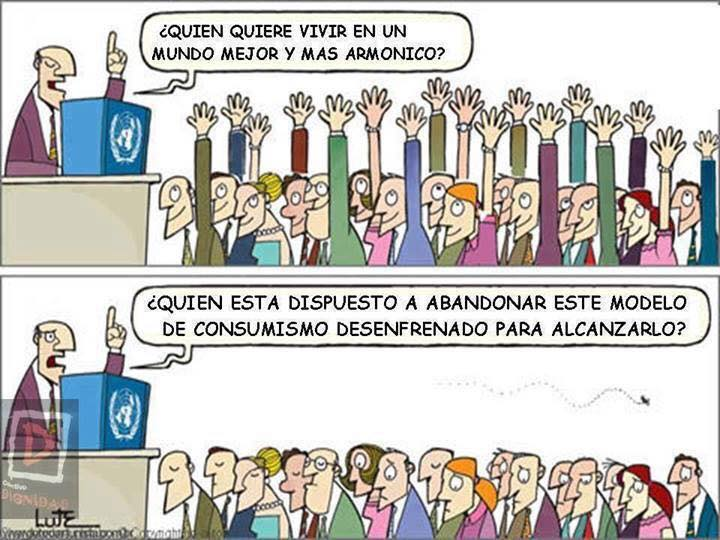 ¿QUIEN QUIERE VIVIR EN UN
MUNDO MEJOR Y MAS ARMONICO?
¿QUIEN ESTA DISPUESTO A ABANDONAR ESTE MODELO
DE CONSUMISMO DESENFRENADO PARA ALCANZARLO?
D
Colectivo
DIGNIDAD
LUTE